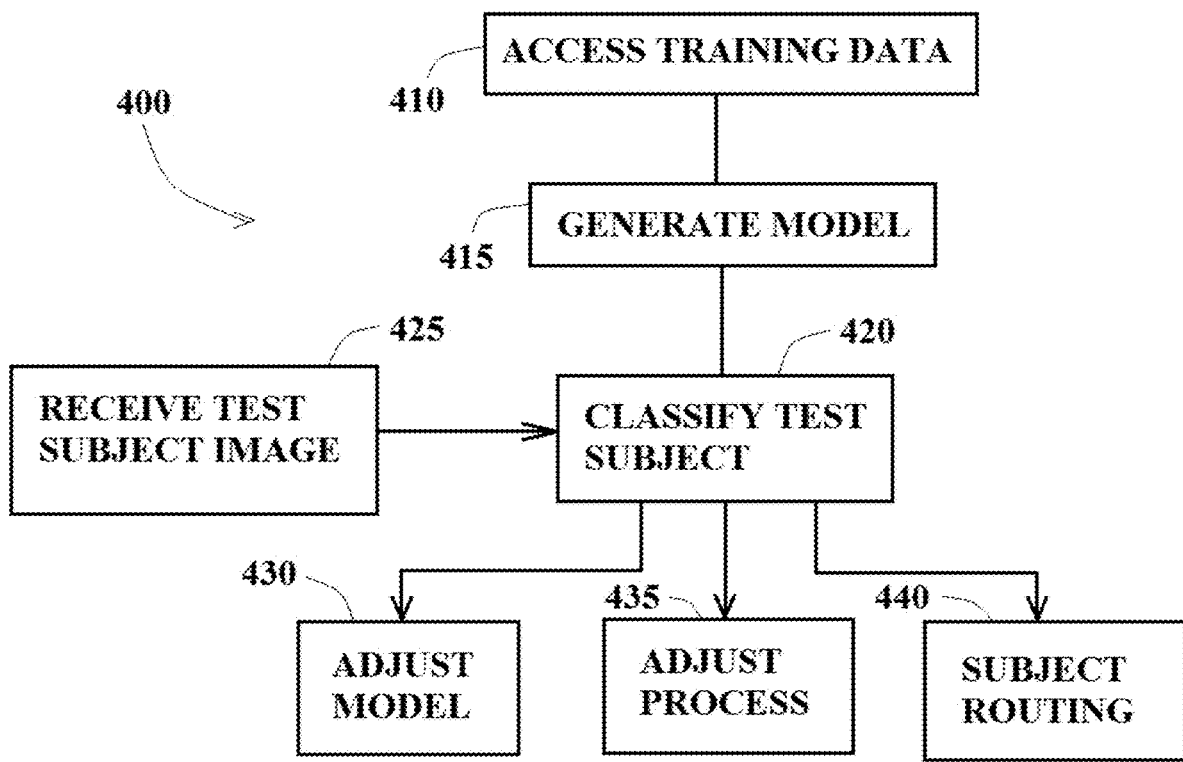 ACCESS TRAINING DATA
410
400
GENERATE MODEL
415
425
420
RECEIVE TEST
SUBJECT IMAGE
CLASSIFY TEST
SUBJECT
430
435
440
ADJUST
MODEL
ADJUST
PROCESS
SUBJECT
ROUTING